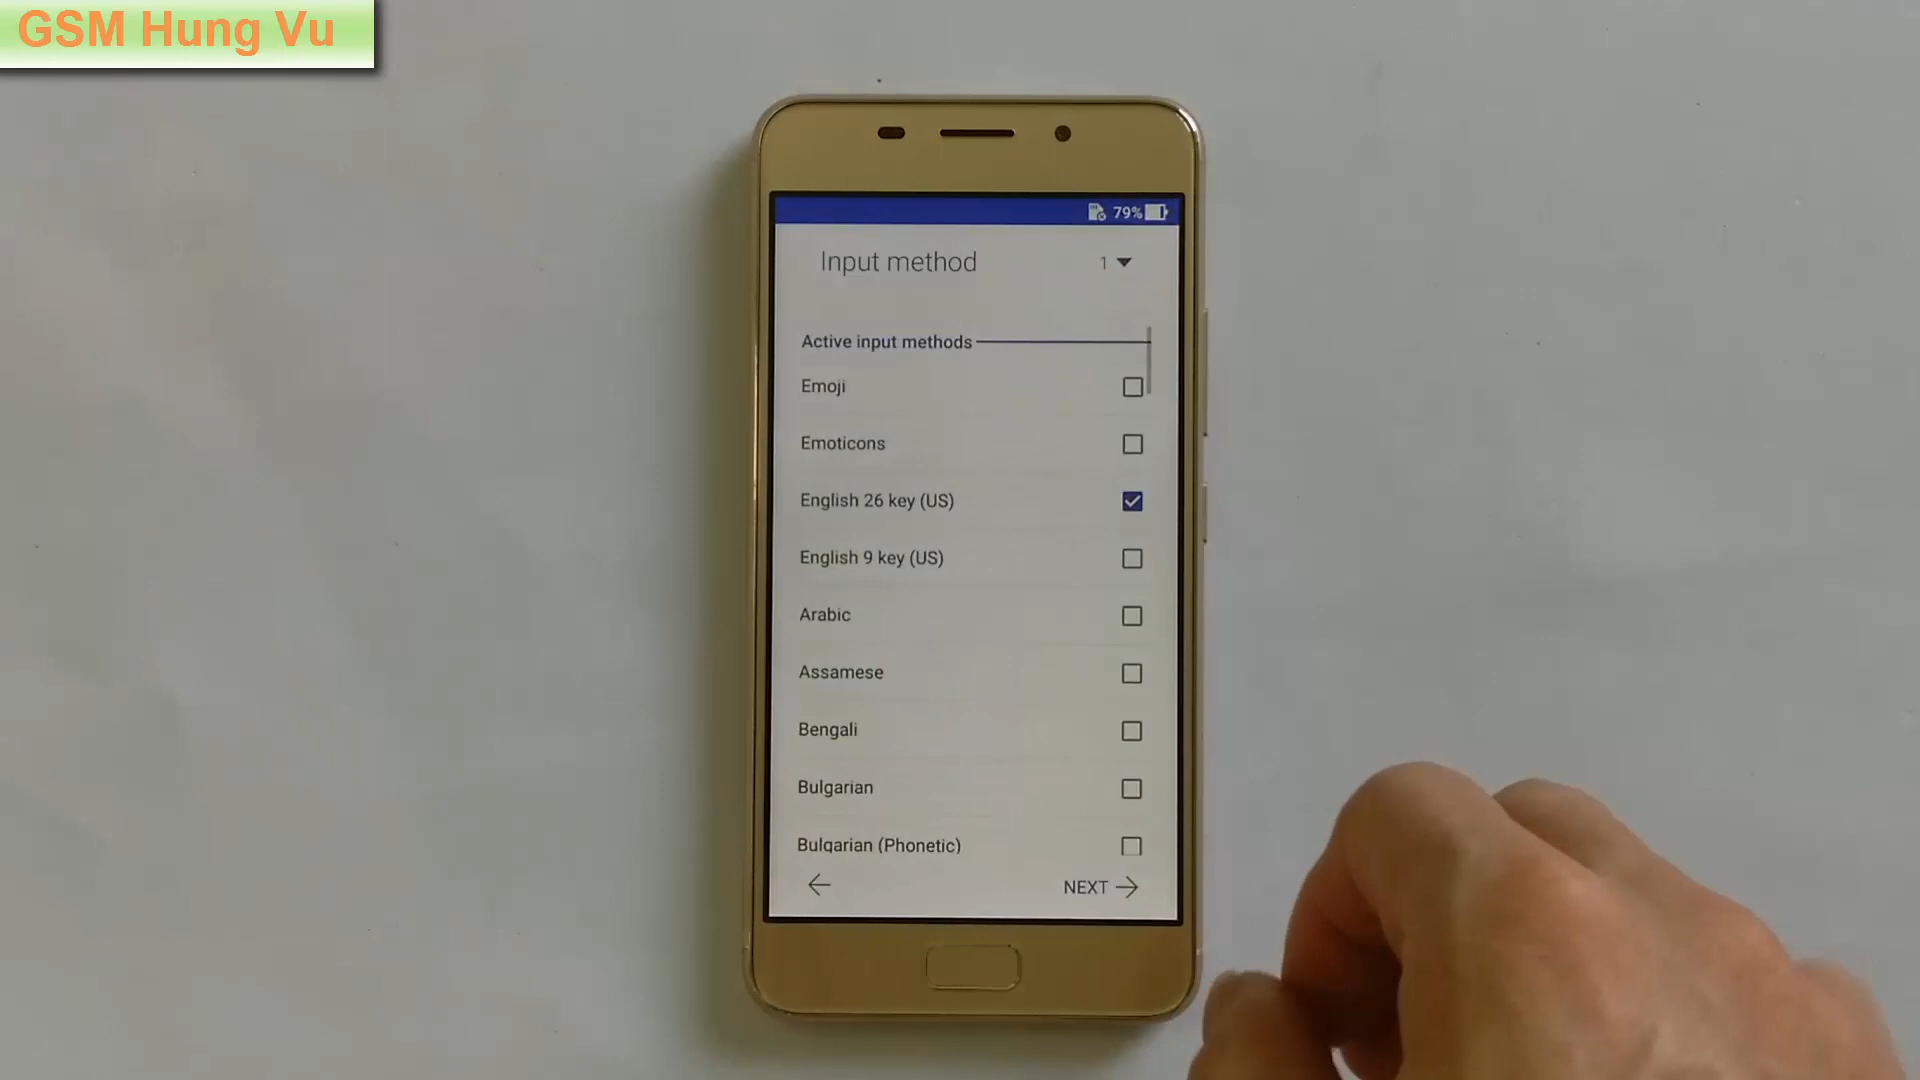 GSM Hung Vu
79%
Input method 1
Active input methods
Emoji
Emoticons
English 26 key (US)
English 9 key (US)
Arabic
Assamese
Bengali
Bulgarian
Bulgarian (Phonetic)
NEXT